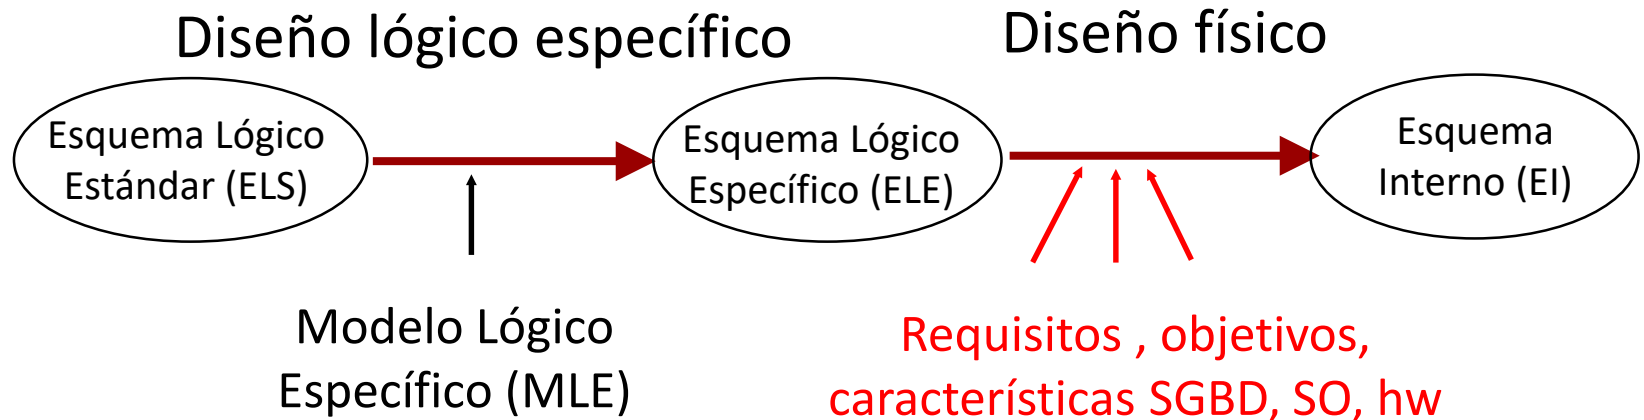 Diseño lógico específico
Diseño físico
Esquema Lógico
Estándar (ELS)
Esquema Lógico
Específico (ELE)
Esquema
Interno (EI)
Modelo Lógico
Específico (MLE)
Requisitos , objetivos,
características SGBD, SO, hw